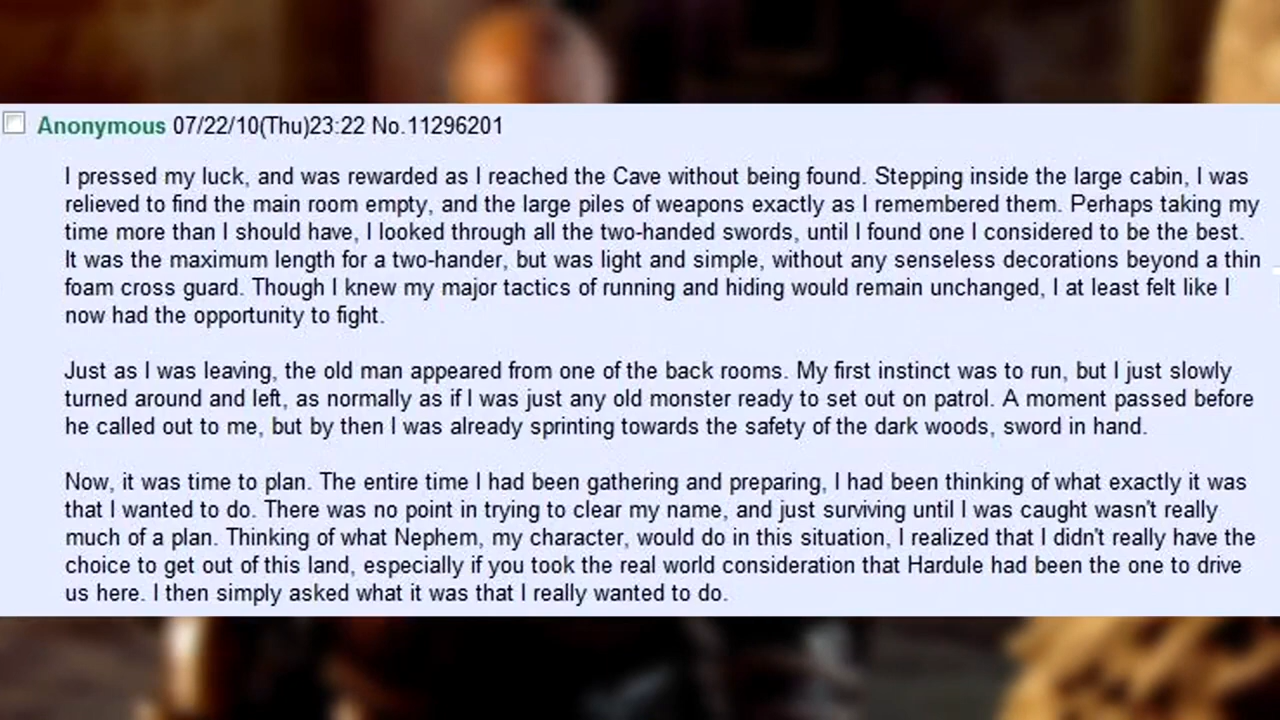 Anonymous 07/22/10(Thu)23:22 No.11296201
I pressed my luck, and was rewarded as I reached the Cave without being found. Stepping inside the large cabin, I was
relieved to find the main room empty, and the large piles of weapons exactly as I remembered them. Perhaps taking my
time more than I should have, I looked through all the two-handed swords, until I found one I considered to be the best.
It was the maximum length for a two-hander, but was light and simple, without any senseless decorations beyond a thin
foam cross guard. Though I knew my major tactics of running and hiding would remain unchanged, I at least felt like I
now had the opportunity to fight.
Just as I was leaving, the old man appeared from one of the back rooms. My first instinct was to run, but I just slowly
turned around and left, as normally as if I was just any old monster ready to set out on patrol. A moment passed before
he called out to me, but by then I was already sprinting towards the safety of the dark woods, sword in hand.
Now, it was time to plan. The entire time I had been gathering and preparing, I had been thinking of what exactly it was
that I wanted to do. There was no point in trying to clear my name, and just surviving until I was caught wasn't really
much of a plan. Thinking of what Nephem, my character, would do in this situation, I realized that I didn't really have the
choice to get out of this land, especially if you took the real world consideration that Hardule had been the one to drive
us here. I then simply asked what it was that I really wanted to do.